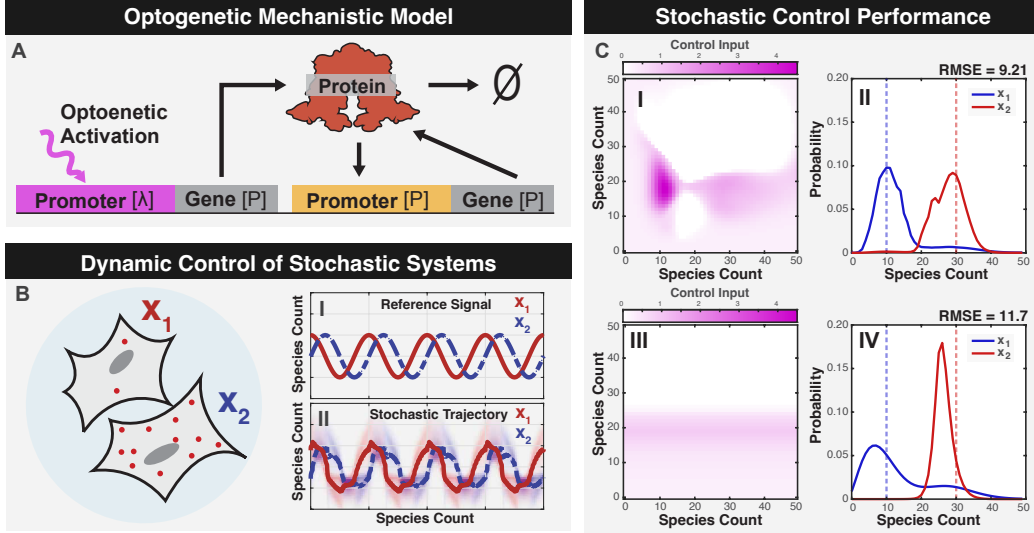 Optogenetic Mechanistic Model
A
Optoenetic
Activation
Protein
Ø
Promoter [λ]
Gene [P]
Promoter [P]
Gene [P]
Dynamic Control of Stochastic Systems
B
X1
X2
I
Reference Signal
X1
X2
Species Count
II
Stochastic Trajectory
X1
X2
Species Count
Species Count
Stochastic Control Performance
C
Control Input
0 1 2 3 4
I
50
40
30
20
10
0
Species Count
0 10 20 30 40 50
Species Count
RMSE = 9.21
II
x1
x2
0.20
0.15
0.10
0.05
0.00
Probability
0 10 20 30 40 50
Species Count
Control Input
0 1 2 3 4
III
50
40
30
20
10
0
Species Count
0 10 20 30 40 50
Species Count
RMSE = 11.7
IV
x1
x2
0.20
0.15
0.10
0.05
0.00
Probability
0 10 20 30 40 50
Species Count